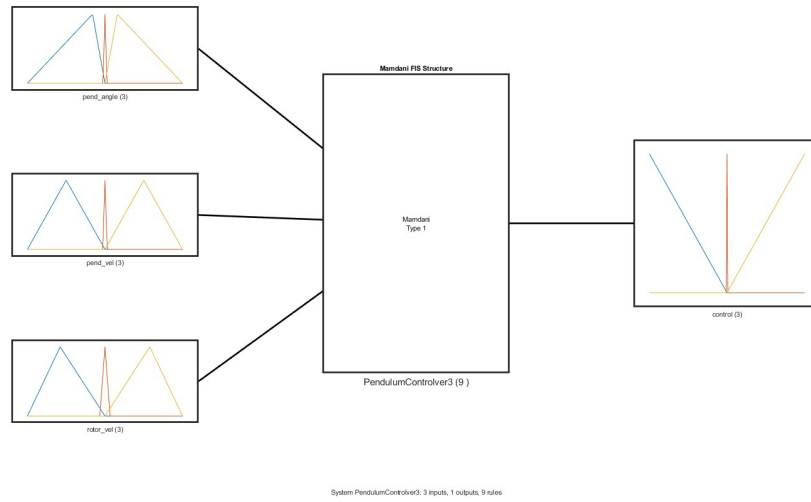 Mamdani FIS Structure
pend_angle (3)
Mamdani
Type 1
pend_vel (3)
control (3)
PendulumControlver3 (9 )
rotor_vel (3)
System PendulumControlver3: 3 inputs, 1 outputs, 9 rules